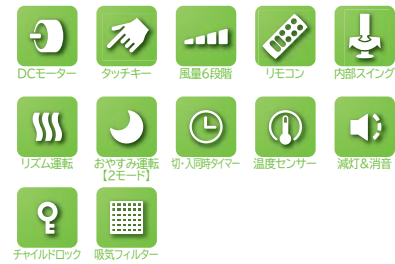 DCモーター
タッチキー
風量6段階
リモコン
内部スイング
リズム運転
おやすみ運転
【2モード】
切・入同時タイマー
温度センサー
減灯&消音
チャイルドロック
吸気フィルター